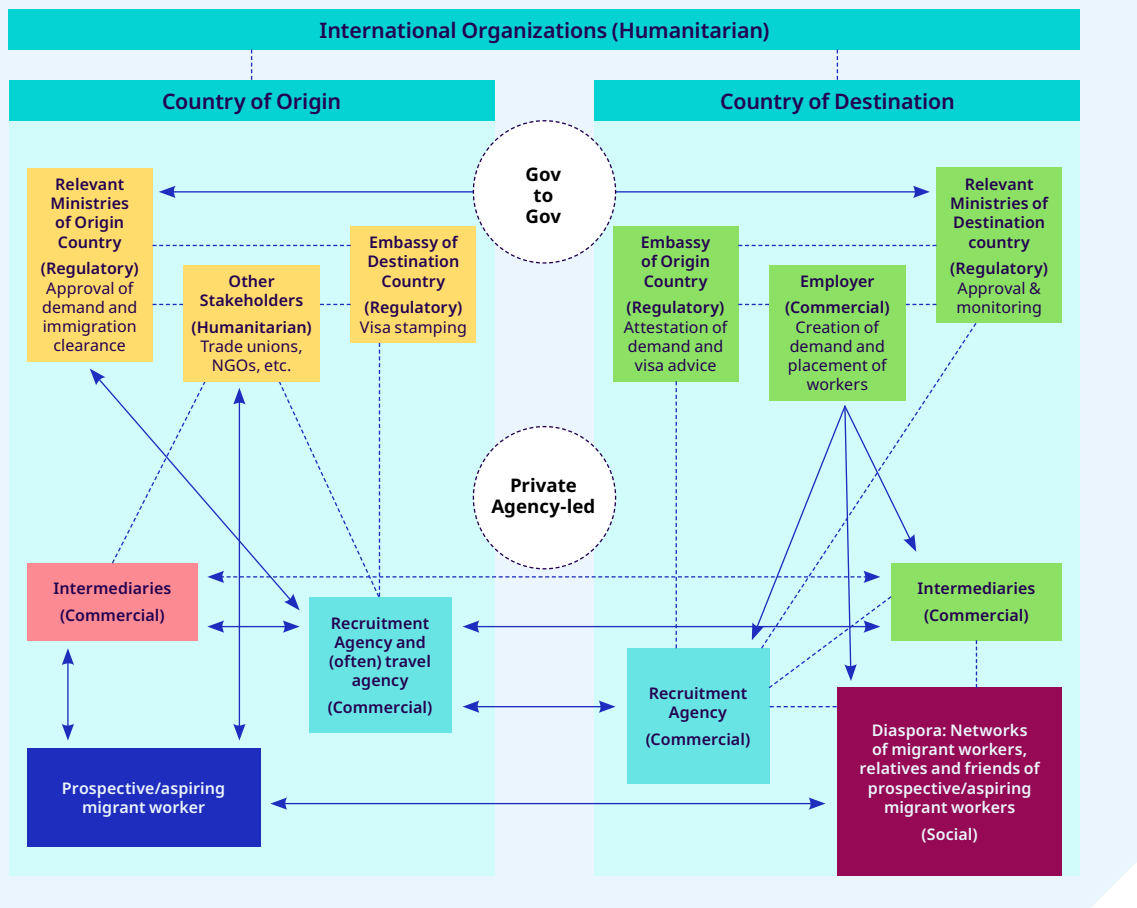 International Organizations (Humanitarian)
Country of Origin
Country of Destination
Gov
to
Gov
Relevant
Ministries
of Origin
Country
(Regulatory)
Approval of
demand and
immigration
clearance
Other
Stakeholders
(Humanitarian)
Trade unions,
NGOs, etc.
Embassy of
Destination
Country
(Regulatory)
Visa stamping
Embassy
of Origin
Country
(Regulatory)
Attestation of
demand and
visa advice
Employer
(Commercial)
Creation of
demand and
placement of
workers
Relevant
Ministries of
Destination
country
(Regulatory)
Approval &
monitoring
Private
Agency-led
Intermediaries
(Commercial)
Recruitment
Agency and
(often) travel
agency
(Commercial)
Prospective/aspiring
migrant worker
Intermediaries
(Commercial)
Recruitment
Agency
(Commercial)
Diaspora: Networks
of migrant workers,
relatives and friends of
prospective/aspiring
migrant workers
(Social)